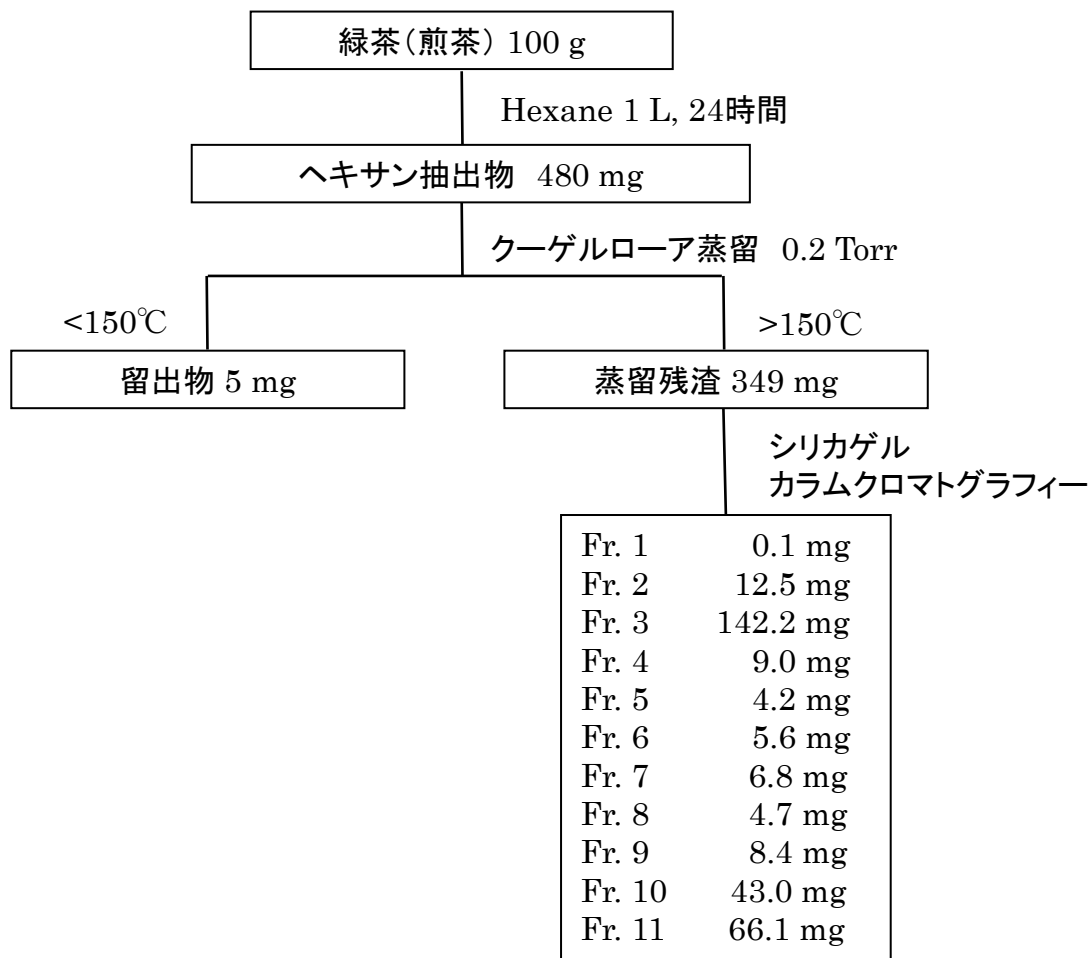 緑茶(煎茶) 100 g
Hexane 1 L, 24時間
ヘキサン抽出物 480 mg
クーゲルローア蒸留 0.2 Torr
<150℃
>150℃
留出物 5 mg
蒸留残渣 349 mg
シリカゲル
カラムクロマトグラフィー
Fr. 1 0.1 mg
Fr. 2 12.5 mg
Fr. 3 142.2 mg
Fr. 4 9.0 mg
Fr. 5 4.2 mg
Fr. 6 5.6 mg
Fr. 7 6.8 mg
Fr. 8 4.7 mg
Fr. 9 8.4 mg
Fr. 10 43.0 mg
Fr. 11 66.1 mg